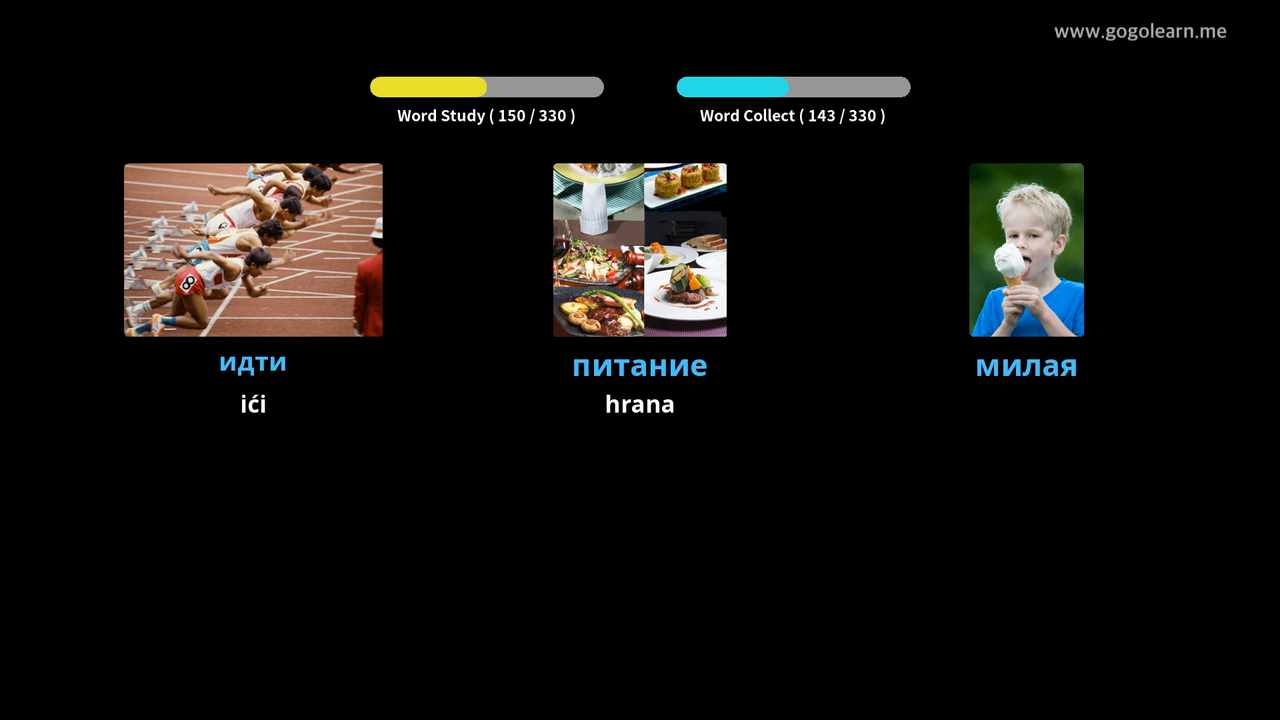 www.gogolearn.me
Word Study ( 150 / 330 )
Word Collect ( 143 / 330 )
идти
ići
питание
hrana
милая